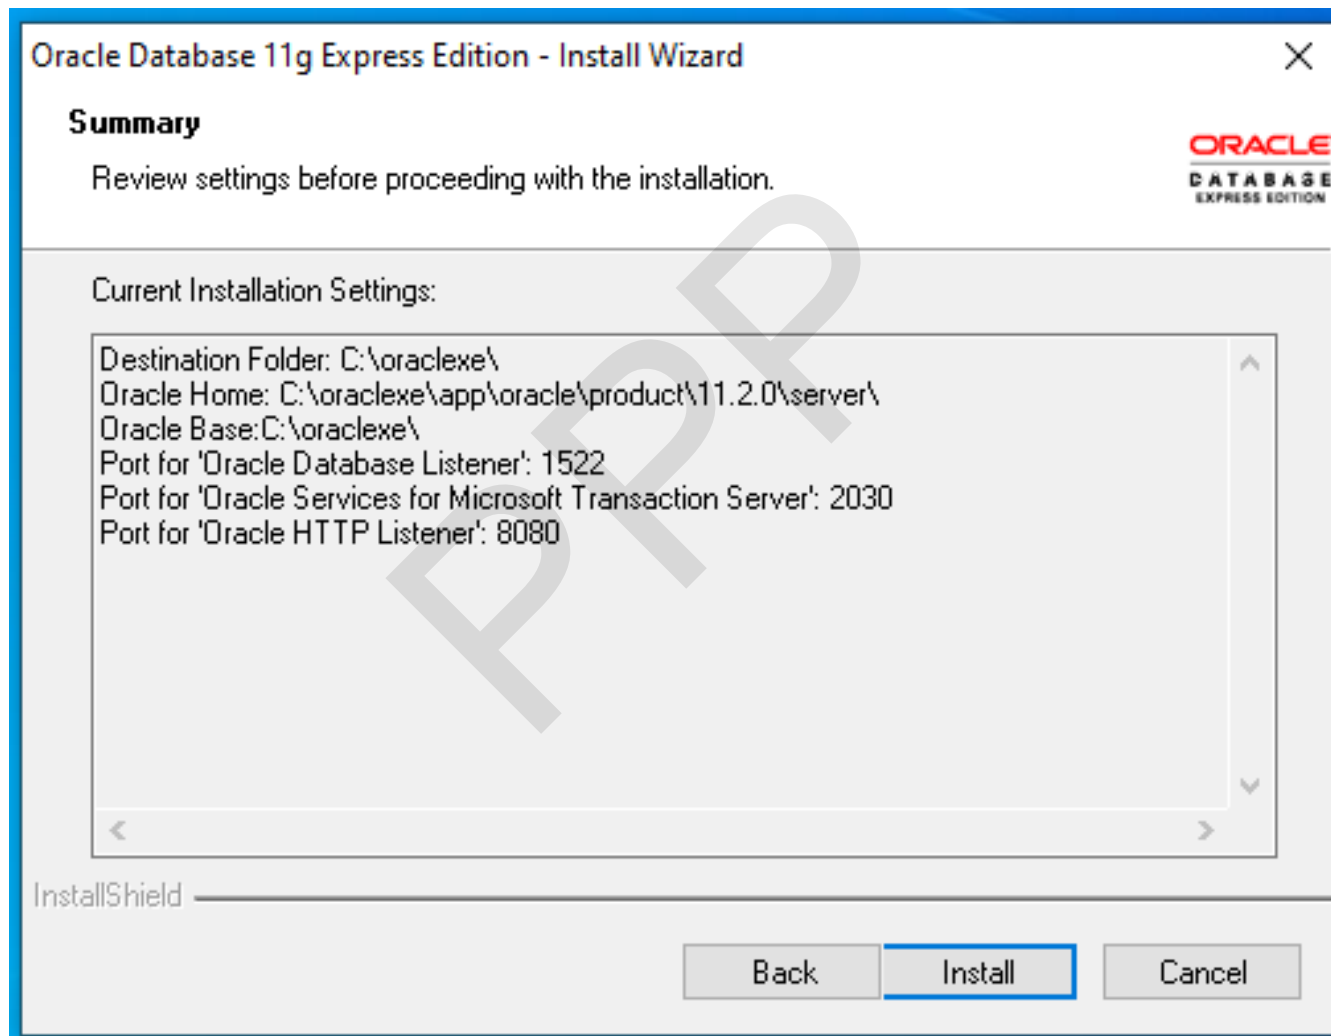 Oracle Database 11g Express Edition - Install Wizard
Summary
Review settings before proceeding with the installation.
ORACLE
DATABASE
EXPRESS EDITION
Current Installation Settings:
Destination Folder: C:\oraclexe\
Oracle Home: C:\oraclexe\app\oracle\product\11.2.0\server\
Oracle Base:C:\oraclexe\
Port for 'Oracle Database Listener': 1522
Port for 'Oracle Services for Microsoft Transaction Server': 2030
Port for 'Oracle HTTP Listener': 8080
PPP
InstallShield
Back
Install
Cancel